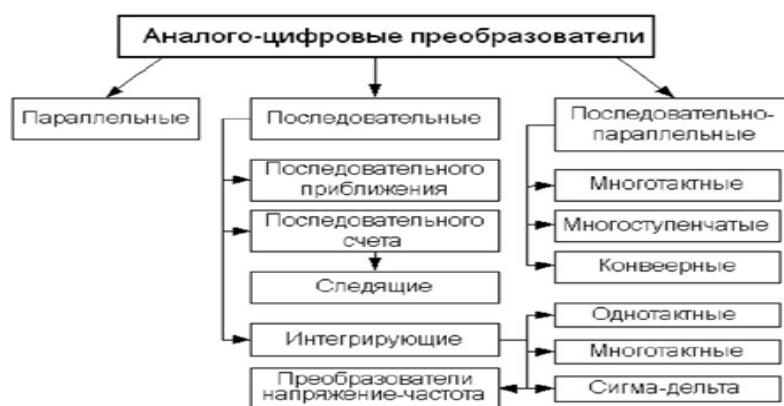 Аналого-цифровые преобразователи
Параллельные
Последовательные
Последовательно-
параллельные
Последовательного
приближения
Последовательного
счета
Следящие
Интегрирующие
Преобразователи
напряжение-частота
Многотактные
Многоступенчатые
Конвеерные
Однотактные
Многотактные
Сигма-дельта